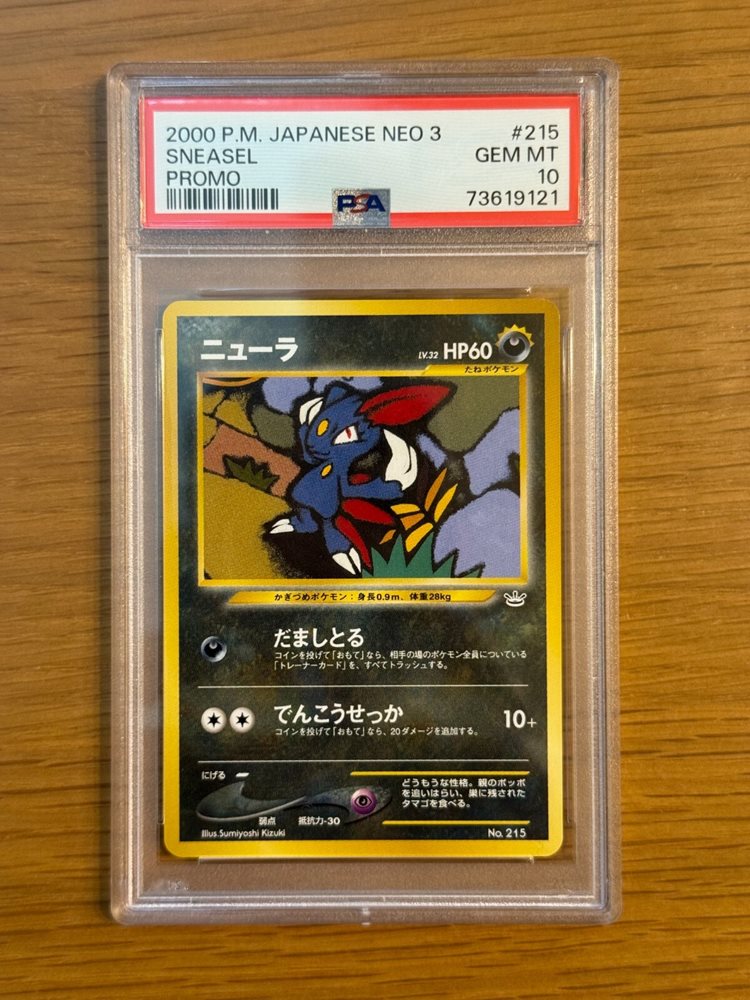 2000 P.M. JAPANESE NEO 3 #215
SNEASEL GEM MT
PROMO 10
PSA 73619121
ニューラ LV.32 HP60
たねポケモン
かぎづめポケモン：身長0.9m、体重28kg
だましとる
コインを投げて「おもて」なら、相手の場のポケモン全員についている
「トレーナーカード」を、すべてトラッシュする。
でんこうせっか 10+
コインを投げて「おもて」なら、20ダメージを追加する。
にげる
弱点 抵抗力-30
どうもうな性格。親のポッポ
を追いはらい、巣に残された
タマゴを食べる。
Illus.Sumiyoshi Kizuki No. 215